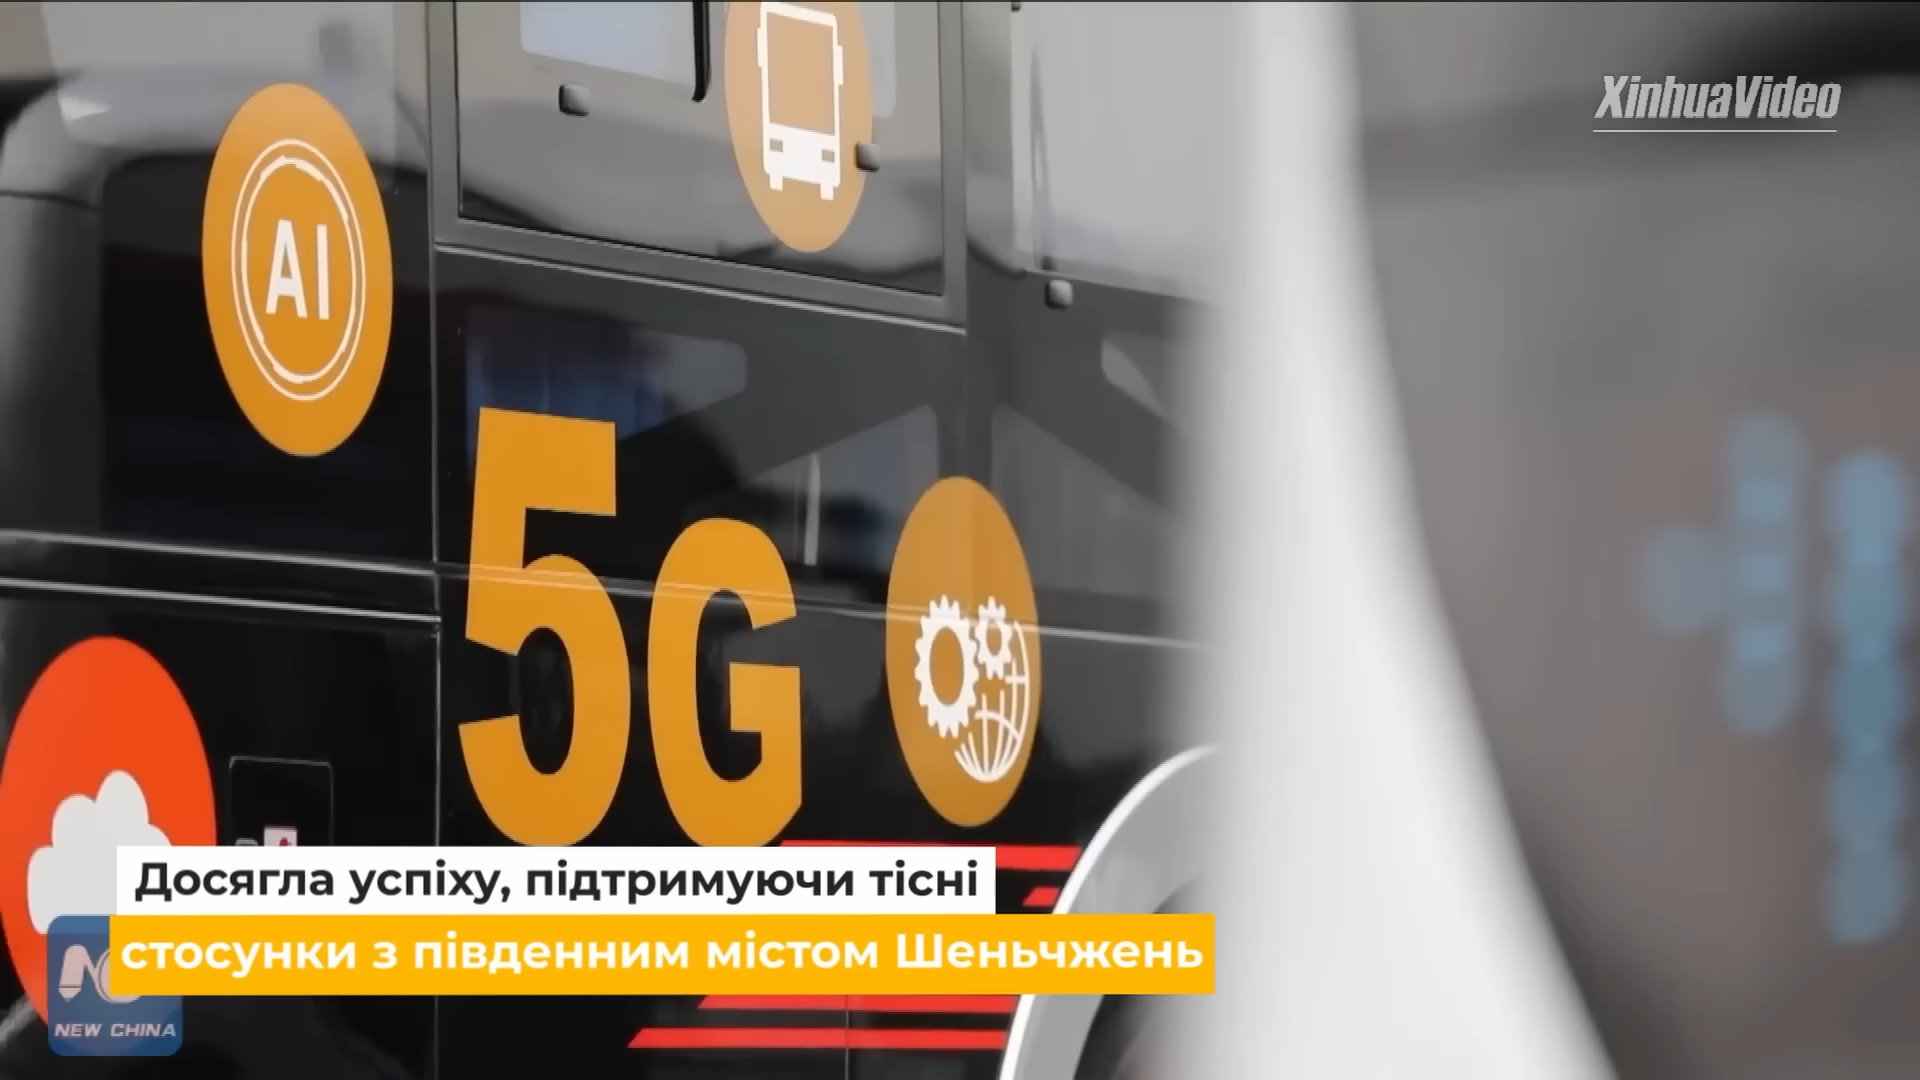 XinhuaVideo
AI
5G
Досягла успіху, підтримуючи тісні
стосунки з південним містом Шеньчжень
NEW CHINA